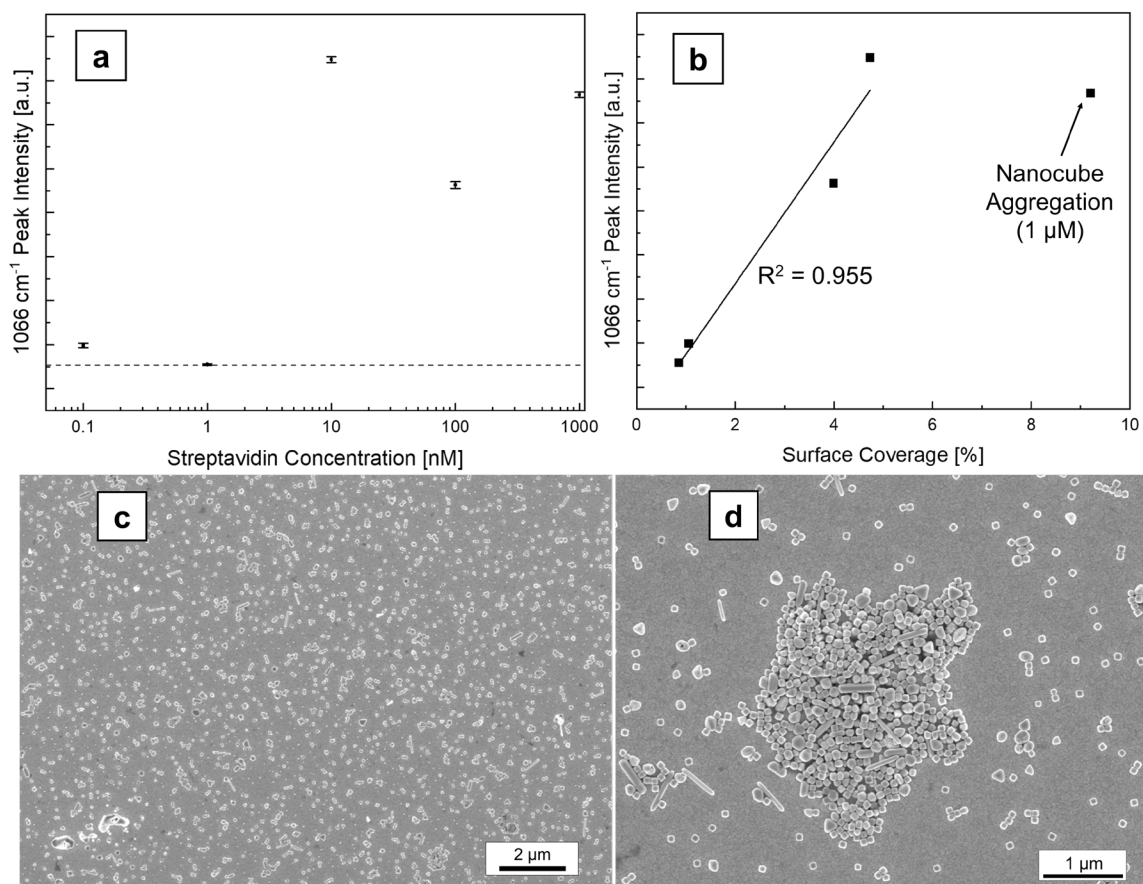 a
1066 cm⁻¹ Peak Intensity [a.u.]
0.1 1 10 100 1000
Streptavidin Concentration [nM]
b
1066 cm⁻¹ Peak Intensity [a.u.]
Nanocube
Aggregation
(1 µM)
R² = 0.955
0 2 4 6 8 10
Surface Coverage [%]
c
2 µm
d
1 µm